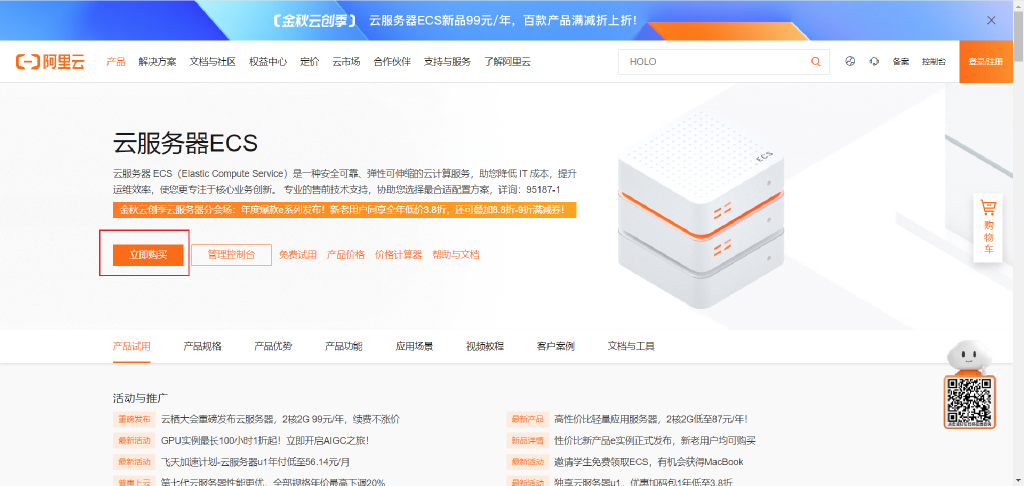 【金秋云创季】 云服务器ECS新品99元/年，百款产品满减折上折！
阿里云 产品 解决方案 文档与社区 权益中心 定价 云市场 合作伙伴 支持与服务 了解阿里云 HOLO 备案 控制台 登录/注册
云服务器ECS
云服务器 ECS（Elastic Compute Service）是一种安全可靠、弹性可伸缩的云计算服务，助您降低 IT 成本，提升
运维效率，使您更专注于核心业务创新。 专业的售前技术支持，协助您选择最合适配置方案，详询：95187-1
金秋云创季云服务器分会场：年度爆款e系列发布！新老用户同享全年低价3.8折，还可叠加8.8折-9折满减券！
立即购买 管理控制台 免费试用 产品价格 价格计算器 帮助与文档
ECS
购物车
产品试用 产品规格 产品优势 产品功能 应用场景 视频教程 客户案例 文档与工具
活动与推广
重磅发布 云栖大会重磅发布云服务器，2核2G 99元/年，续费不涨价
最新活动 GPU实例最长100小时1折起！立即开启AIGC之旅！
最新活动 飞天加速计划-云服务器u1年付低至56.14元/月
普惠上云 第七代云服务器性能更优，全部规格年价最高下调20%
最新产品 高性价比轻量应用服务器，2核2G低至87元/年！
新品详情 性价比新产品e实例正式发布，新老用户均可购买
最新活动 邀请学生免费领取ECS，有机会获得MacBook
最新活动 独享云服务器u1，优惠加码包1年低至3.8折